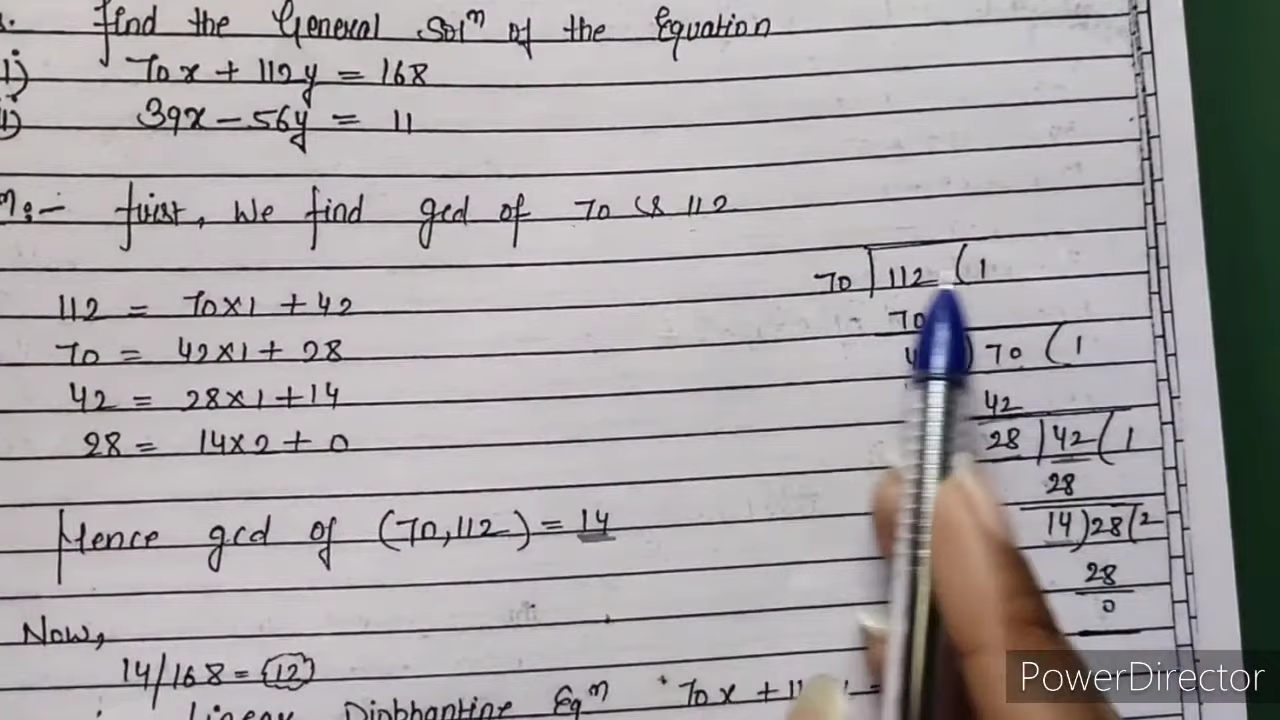 Find the General Solⁿ of the Equation
i) 70x + 112y = 168
ii) 39x - 56y = 11
First, We find gcd of 70 & 112
112 = 70×1 + 42
70 = 42×1 + 28
42 = 28×1 + 14
28 = 14×2 + 0
Hence gcd of (70, 112) = 14
Now,
14/168 = 12
Linear Diophantine Eqⁿ 70x +
70 | 112 ( 1
70
) 70 ( 1
42
28 | 42 ( 1
28
14 ) 28 ( 2
28
0
PowerDirector